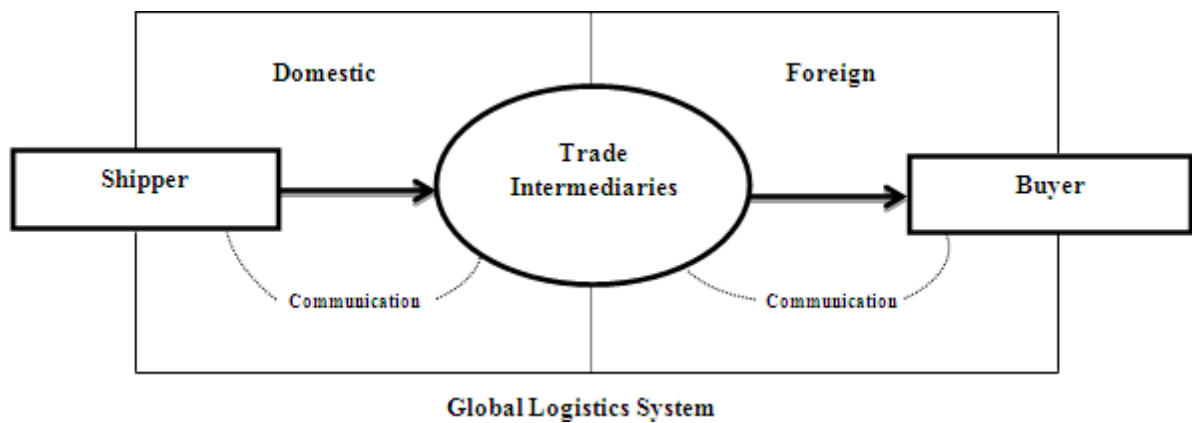 Domestic
Foreign
Shipper
Trade
Intermediaries
Buyer
Communication
Communication
Global Logistics System